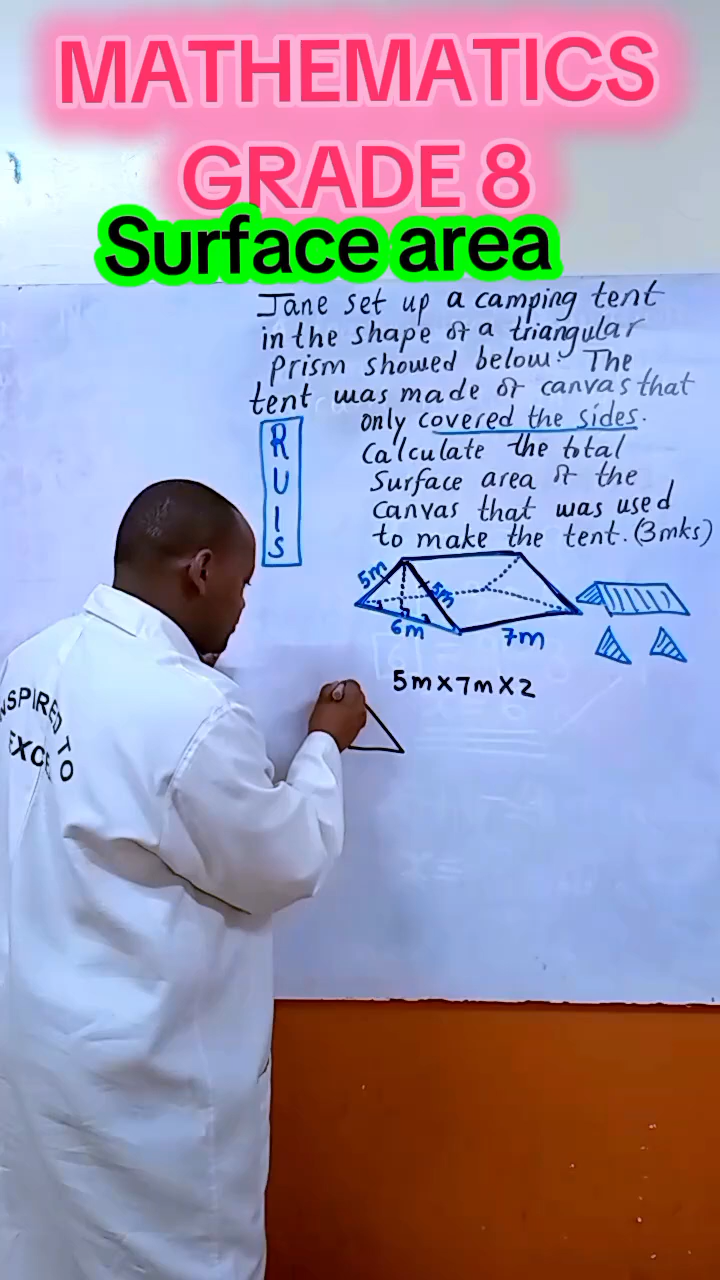 MATHEMATICS
GRADE 8
Surface area
Jane set up a camping tent
in the shape of a triangular
Prism showed below. The
tent was made of canvas that
only covered the sides.
Calculate the total
Surface area of the
canvas that was used
to make the tent. (3mks)
R
U
I
S
5m
5m
6m
7m
5m x 7m x 2
INSPIRED TO
EXCE